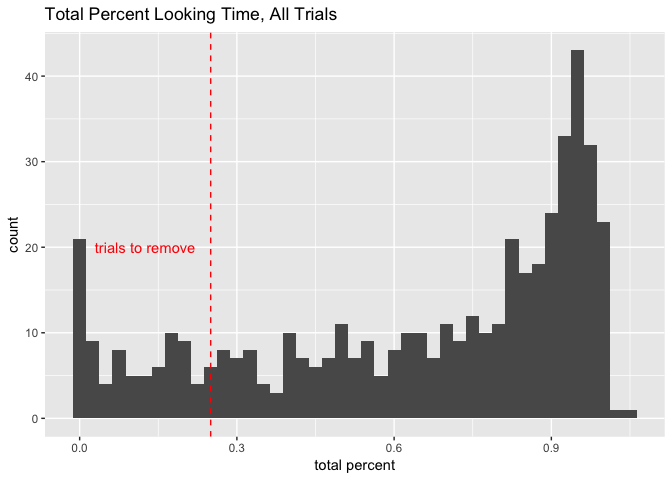 Total Percent Looking Time, All Trials
40
30
20
10
0
count
trials to remove
0.0
0.3
0.6
0.9
total percent